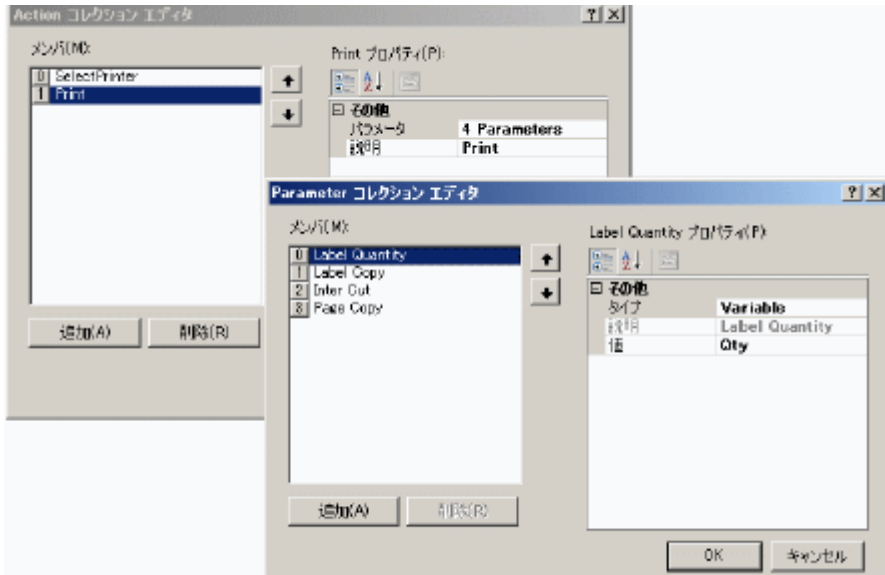 Action コレクション エディタ
メンバ(M):
0 SelectPrinter
1 Print
Print プロパティ(P):
その他
パラメータ 4 Parameters
説明 Print
追加(A)
削除(R)
Parameter コレクション エディタ
メンバ(M):
0 Label Quantity
1 Label Copy
2 Inter Cut
3 Page Copy
Label Quantity プロパティ(P)
その他
タイプ Variable
説明 Label Quantity
値 Qty
追加(A)
削除(R)
OK
キャンセル